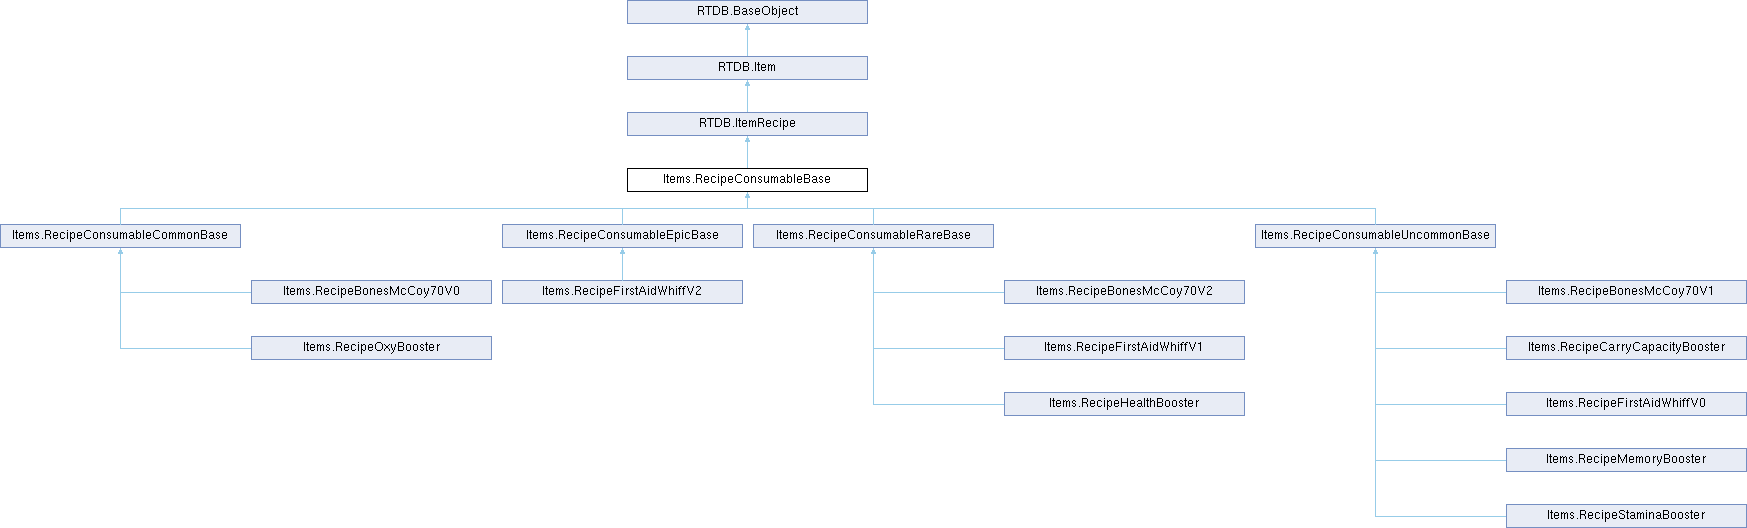 RTDB.BaseObject
RTDB.Item
RTDB.ItemRecipe
Items.RecipeConsumableBase
Items.RecipeConsumableCommonBase
Items.RecipeConsumableEpicBase
Items.RecipeConsumableRareBase
Items.RecipeConsumableUncommonBase
Items.RecipeBonesMcCoy70V0
Items.RecipeFirstAidWhiffV2
Items.RecipeBonesMcCoy70V2
Items.RecipeBonesMcCoy70V1
Items.RecipeOxyBooster
Items.RecipeFirstAidWhiffV1
Items.RecipeCarryCapacityBooster
Items.RecipeHealthBooster
Items.RecipeFirstAidWhiffV0
Items.RecipeMemoryBooster
Items.RecipeStaminaBooster